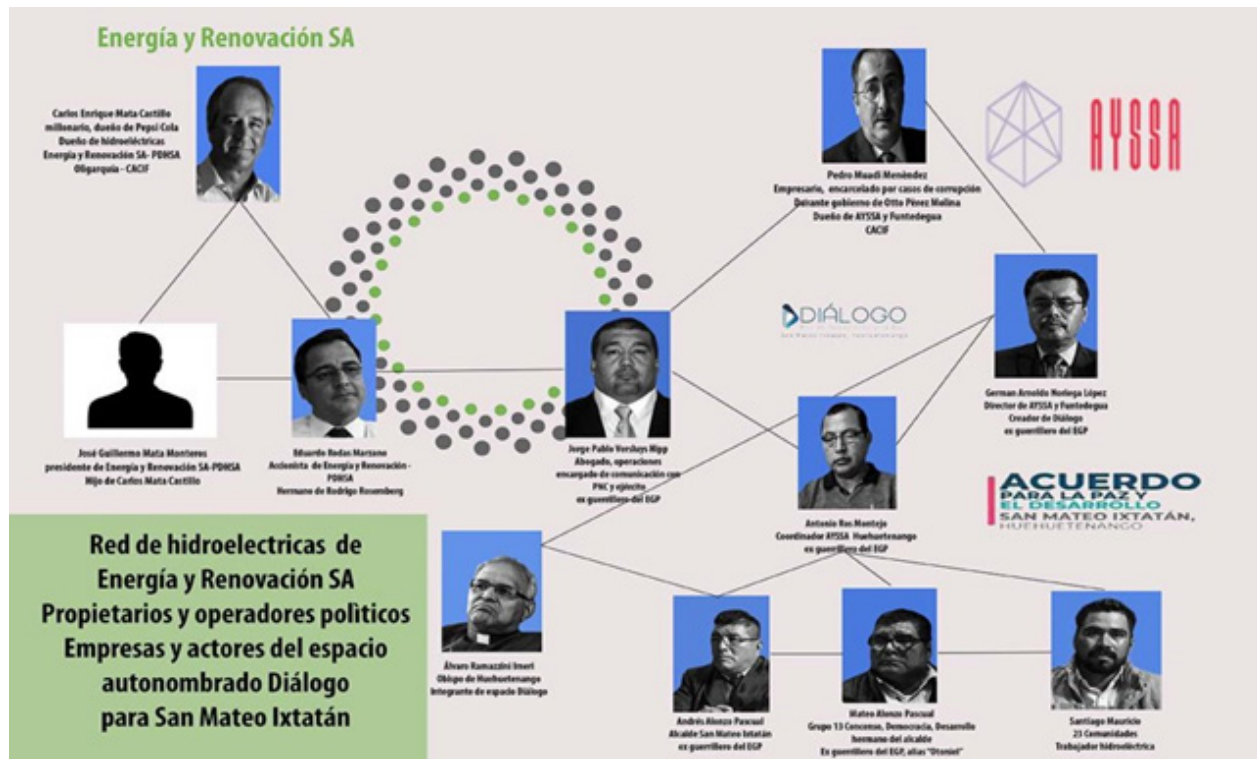 Energía y Renovación SA
Carlos Enrique Mata Castillo
millonario, dueño de Pepsi Cola
Dueño de hidroeléctricas
Energía y Renovación SA- PDHSA
Oligarquía - CACIF
Pedro Muadi Menéndez
Empresario, encarcelado por casos de corrupción
Durante gobierno de Otto Pérez Molina
Dueño de AYSSA y Funtedegua
CACIF
AYSSA
José Guillermo Mata Monteros
presidente de Energía y Renovación SA-PDHSA
Hijo de Carlos Mata Castillo
Eduardo Rodas Marzano
Accionista de Energía y Renovación -
PDHSA
Hermano de Rodrigo Rosemberg
Jorge Pablo Versluys Hipp
Abogado, operaciones
encargado de comunicación con
PNC y ejército
ex guerrillero del EGP
DIÁLOGO
German Arnoldo Noriega López
Director de AYSSA y Funtedegua
Creador de Diálogo
ex guerrillero del EGP
Antonio Ros Montejo
Coordinador AYSSA Huehuetenango
ex guerrillero del EGP
ACUERDO
PARA LA PAZ Y
EL DESARROLLO
SAN MATEO IXTATÁN,
HUEHUETENANGO
Red de hidroelectricas de
Energía y Renovación SA
Propietarios y operadores polìticos
Empresas y actores del espacio
autonombrado Diálogo
para San Mateo Ixtatán
Álvaro Ramazzini Imeri
Obispo de Huehuetenango
Integrante de espacio Diálogo
Andrés Alonzo Pascual
Alcalde San Mateo Ixtatán
ex guerrillero del EGP
Mateo Alonzo Pascual
Grupo 13 Concenso, Democracia, Desarrollo
hermano del alcalde
Ex guerrillero del EGP, alias "Otoniel"
Santiago Mauricio
23 Comunidades
Trabajador hidroeléctrica